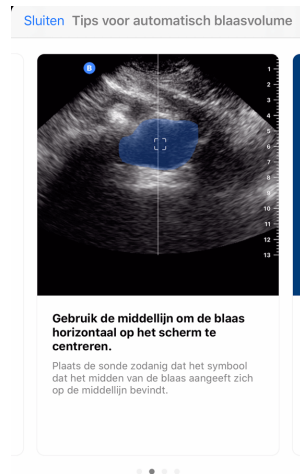 Sluiten Tips voor automatisch blaasvolume
B
1
2
3
4
5
6
7
8
9
10
11
12
13
Gebruik de middellijn om de blaas
horizontaal op het scherm te
centreren.
Plaats de sonde zodanig dat het symbool
dat het midden van de blaas aangeeft zich
op de middellijn bevindt.